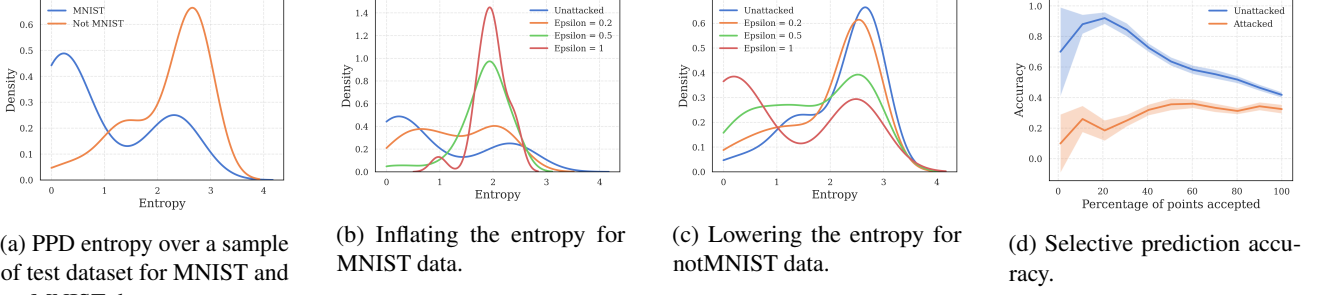 MNIST
Not MNIST
0.5
0.4
0.3
0.2
0.1
0.0
Density
0 1 2 3 4
Entropy
(a) PPD entropy over a sample
of test dataset for MNIST and
1.4
1.2
1.0
0.8
0.6
0.4
0.2
0.0
Density
Unattacked
Epsilon = 0.2
Epsilon = 0.5
Epsilon = 1
0 1 2 3 4
Entropy
(b) Inflating the entropy for
MNIST data.
0.6
0.5
0.4
0.3
0.2
0.1
0.0
Density
Unattacked
Epsilon = 0.2
Epsilon = 0.5
Epsilon = 1
0 1 2 3 4
Entropy
(c) Lowering the entropy for
notMNIST data.
1.0
0.8
0.6
0.4
0.2
0.0
Accuracy
Unattacked
Attacked
0 20 40 60 80 100
Percentage of points accepted
(d) Selective prediction accu-
racy.